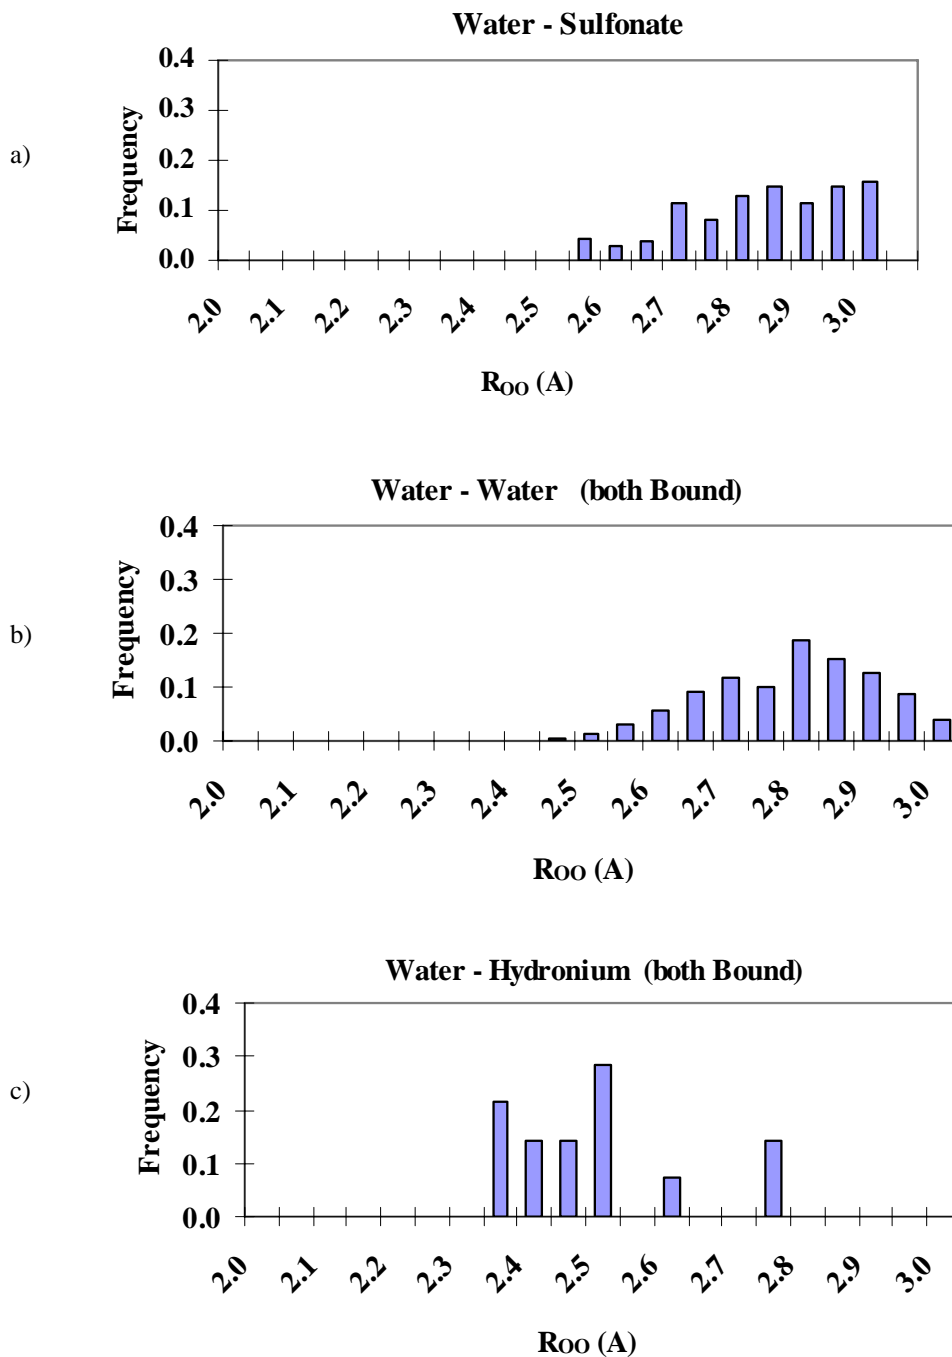 Water - Sulfonate
a)
Frequency
0.4
0.3
0.2
0.1
0.0
2.0 2.1 2.2 2.3 2.4 2.5 2.6 2.7 2.8 2.9 3.0
ROO (A)
Water - Water (both Bound)
b)
Frequency
0.4
0.3
0.2
0.1
0.0
2.0 2.1 2.2 2.3 2.4 2.5 2.6 2.7 2.8 2.9 3.0
ROO (A)
Water - Hydronium (both Bound)
c)
Frequency
0.4
0.3
0.2
0.1
0.0
2.0 2.1 2.2 2.3 2.4 2.5 2.6 2.7 2.8 2.9 3.0
ROO (A)